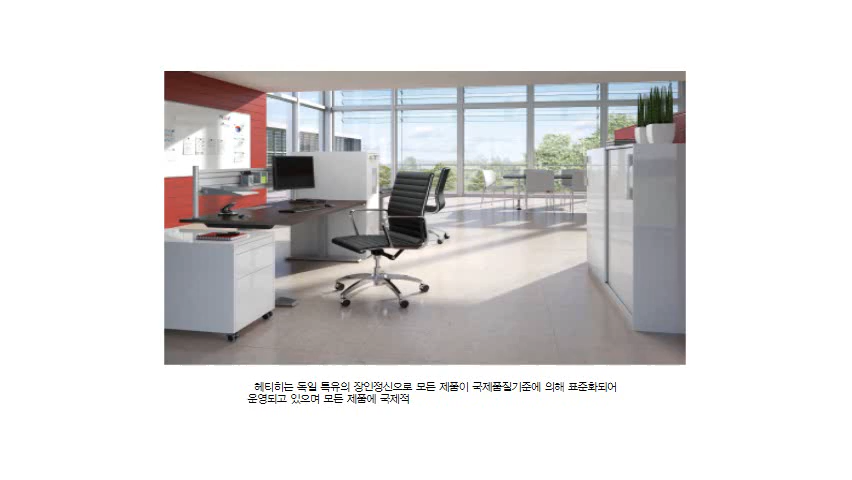 헤티히는 독일 특유의 장인정신으로 모든 제품이 국제품질기준에 의해 표준화되어
운영되고 있으며 모든 제품에 국제적